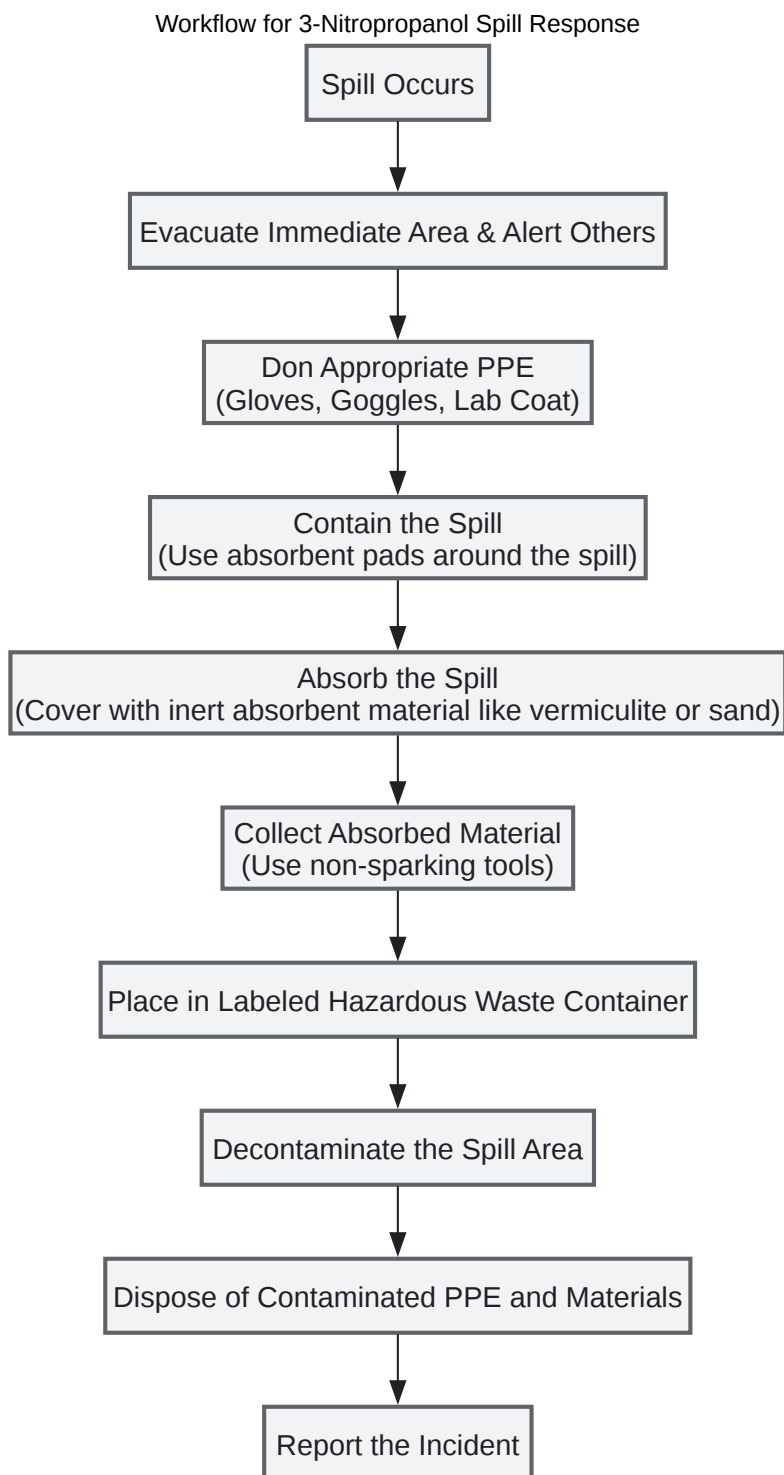 Workflow for 3-Nitropropanol Spill Response
Spill Occurs
Evacuate Immediate Area & Alert Others
Don Appropriate PPE
(Gloves, Goggles, Lab Coat)
Contain the Spill
(Use absorbent pads around the spill)
Absorb the Spill
(Cover with inert absorbent material like vermiculite or sand)
Collect Absorbed Material
(Use non-sparking tools)
Place in Labeled Hazardous Waste Container
Decontaminate the Spill Area
Dispose of Contaminated PPE and Materials
Report the Incident